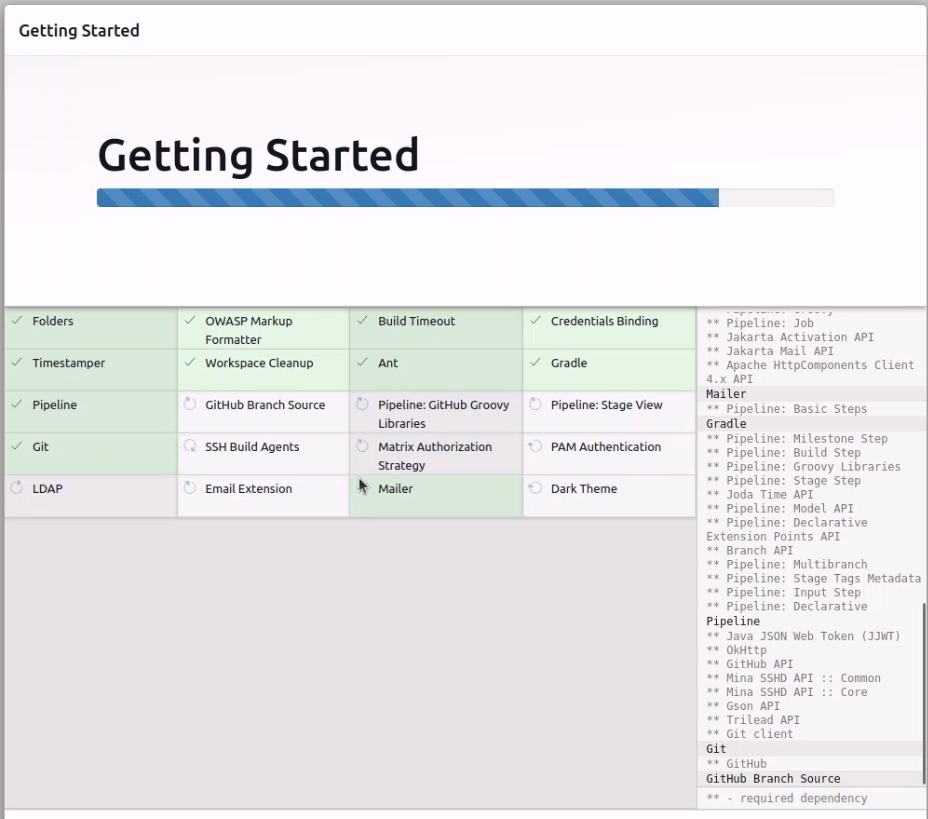 Getting Started
Getting Started
Folders
OWASP Markup
Formatter
Build Timeout
Credentials Binding
Timestamper
Workspace Cleanup
Ant
Gradle
Pipeline
GitHub Branch Source
Pipeline: GitHub Groovy
Libraries
Pipeline: Stage View
Git
SSH Build Agents
Matrix Authorization
Strategy
PAM Authentication
LDAP
Email Extension
Mailer
Dark Theme
** Pipeline: Job
** Jakarta Activation API
** Jakarta Mail API
** Apache HttpComponents Client
4.x API
Mailer
** Pipeline: Basic Steps
Gradle
** Pipeline: Milestone Step
** Pipeline: Build Step
** Pipeline: Groovy Libraries
** Pipeline: Stage Step
** Joda Time API
** Pipeline: Model API
** Pipeline: Declarative
Extension Points API
** Branch API
** Pipeline: Multibranch
** Pipeline: Stage Tags Metadata
** Pipeline: Input Step
** Pipeline: Declarative
Pipeline
** Java JSON Web Token (JJWT)
** OkHttp
** GitHub API
** Mina SSHD API :: Common
** Mina SSHD API :: Core
** Gson API
** Trilead API
** Git client
Git
** GitHub
GitHub Branch Source
** - required dependency